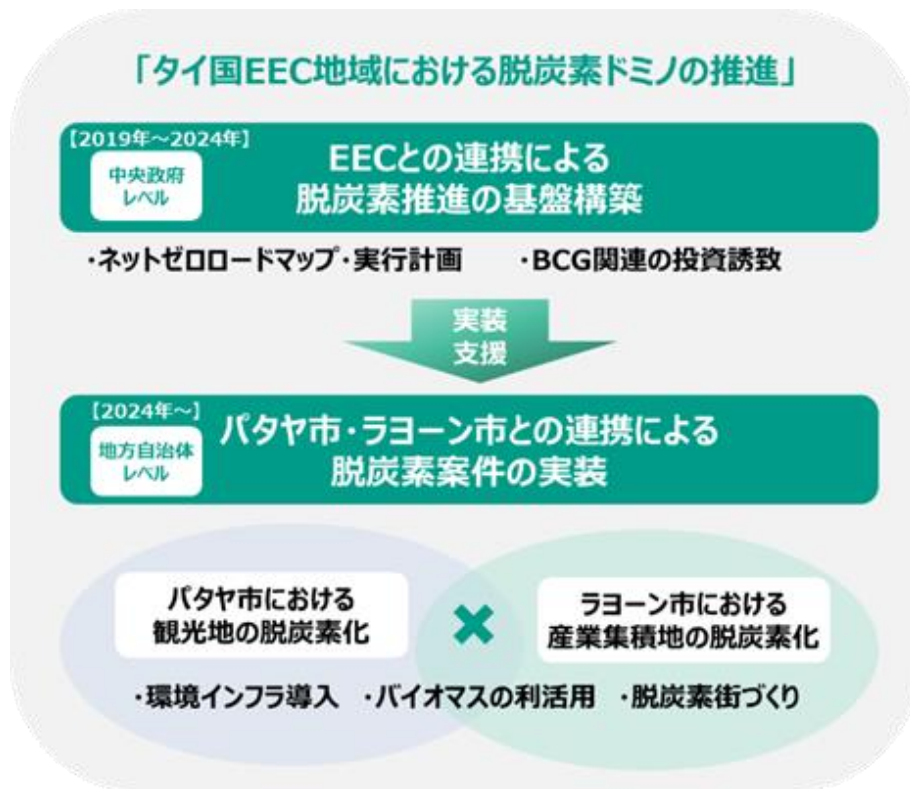 「タイ国EEC地域における脱炭素ドミノの推進」
【2019年～2024年】
中央政府
レベル
EECとの連携による
脱炭素推進の基盤構築
・ネットゼロロードマップ・実行計画 ・BCG関連の投資誘致
実装
支援
【2024年～】
地方自治体
レベル
パタヤ市・ラヨーン市との連携による
脱炭素案件の実装
パタヤ市における
観光地の脱炭素化
×
ラヨーン市における
産業集積地の脱炭素化
・環境インフラ導入 ・バイオマスの利活用 ・脱炭素街づくり